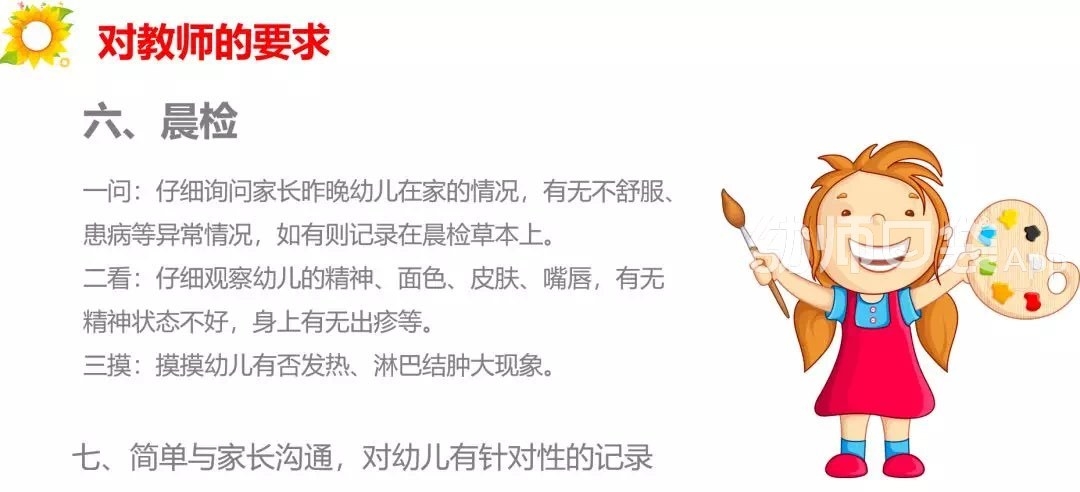 对教师的要求
六、晨检
一问：仔细询问家长昨晚幼儿在家的情况，有无不舒服、
患病等异常情况，如有则记录在晨检草本上。
二看：仔细观察幼儿的精神、面色、皮肤、嘴唇，有无
精神状态不好，身上有无出疹等。
三摸：摸摸幼儿有否发热、淋巴结肿大现象。
七、简单与家长沟通，对幼儿有针对性的记录
幼师口袋App